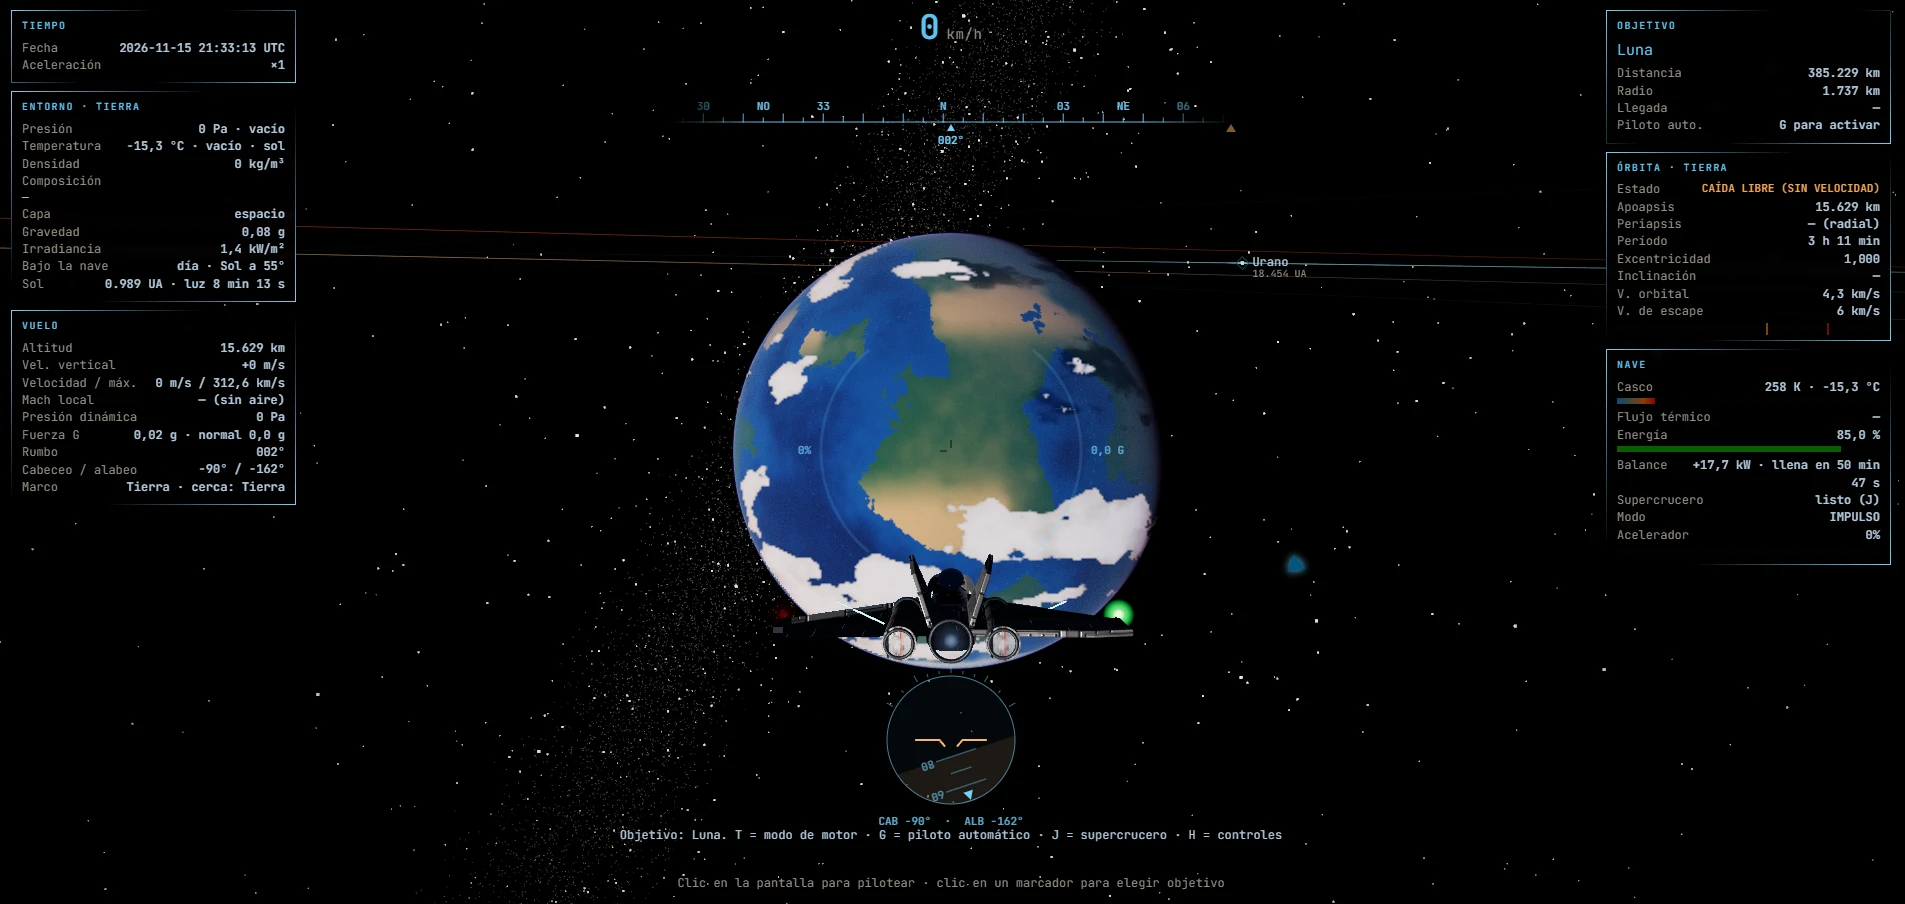 TIEMPO
Fecha 2026-11-15 21:33:13 UTC
Aceleración ×1
ENTORNO · TIERRA
Presión 0 Pa · vacío
Temperatura -15,3 °C · vacío · sol
Densidad 0 kg/m³
Composición
—
Capa espacio
Gravedad 0,08 g
Irradiancia 1,4 kW/m²
Bajo la nave día · Sol a 55°
Sol 0.989 UA · luz 8 min 13 s
VUELO
Altitud 15.629 km
Vel. vertical +0 m/s
Velocidad / máx. 0 m/s / 312,6 km/s
Mach local — (sin aire)
Presión dinámica 0 Pa
Fuerza G 0,02 g · normal 0,0 g
Rumbo 002°
Cabeceo / alabeo -90° / -162°
Marco Tierra · cerca: Tierra
0 km/h
30 NO 33 N 03 NE 06
002°
Urano
18.454 UA
0% 0,0 G
08
09
CAB -90° · ALB -162°
Objetivo: Luna. T = modo de motor · G = piloto automático · J = supercrucero · H = controles
Clic en la pantalla para pilotear · clic en un marcador para elegir objetivo
OBJETIVO
Luna
Distancia 385.229 km
Radio 1.737 km
Llegada —
Piloto auto. G para activar
ÓRBITA · TIERRA
Estado CAÍDA LIBRE (SIN VELOCIDAD)
Apoapsis 15.629 km
Periapsis — (radial)
Período 3 h 11 min
Excentricidad 1,000
Inclinación —
V. orbital 4,3 km/s
V. de escape 6 km/s
NAVE
Casco 258 K · -15,3 °C
Flujo térmico —
Energía 85,0 %
Balance +17,7 kW · llena en 50 min
47 s
Supercrucero listo (J)
Modo IMPULSO
Acelerador 0%